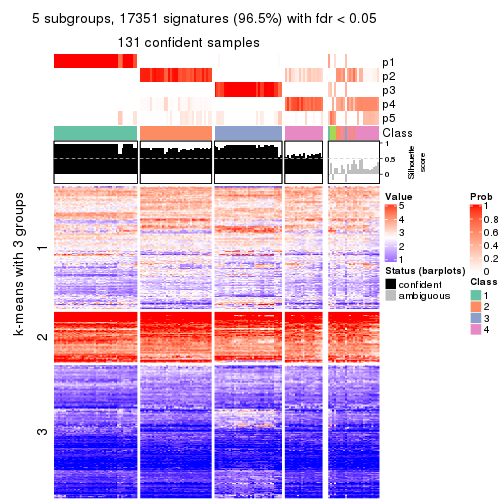 5 subgroups, 17351 signatures (96.5%) with fdr < 0.05
131 confident samples
p1
p2
p3
p4
p5
Class
1
0.5
0
Silhouette
score
k-means with 3 groups
1
2
3
Value
5
4
3
2
1
Status (barplots)
confident
ambiguous
Prob
1
0.8
0.6
0.4
0.2
0
Class
1
2
3
4